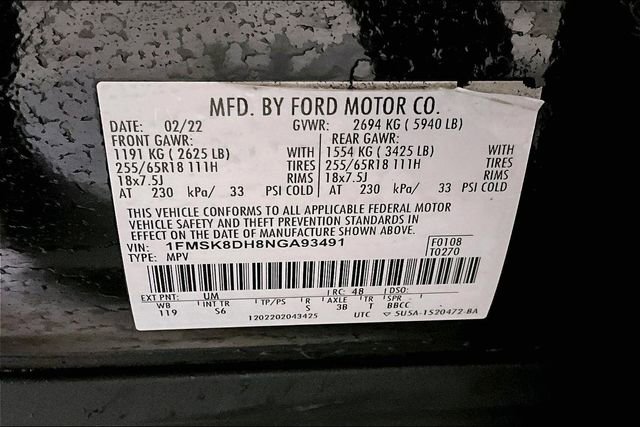 MFD. BY FORD MOTOR CO.
DATE: 02/22 GVWR: 2694 KG ( 5940 LB)
FRONT GAWR: REAR GAWR:
1191 KG ( 2625 LB) WITH 1554 KG ( 3425 LB) WITH
255/65R18 111H TIRES 255/65R18 111H TIRES
18x7.5J RIMS 18x7.5J RIMS
AT 230 kPa/ 33 PSI COLD AT 230 kPa/ 33 PSI COLD
THIS VEHICLE CONFORMS TO ALL APPLICABLE FEDERAL MOTOR
VEHICLE SAFETY AND THEFT PREVENTION STANDARDS IN
EFFECT ON THE DATE OF MANUFACTURE SHOWN ABOVE.
VIN: 1FMSK8DH8NGA93491 F0108
TYPE: MPV T0270
EXT PNT: UM RC: 48 DSO:
WB INT TR TP/PS R AXLE TR SPR
119 S6 S 3B T BBCC
1202202043425 UTC ▽ 5U5A-1520472-BA